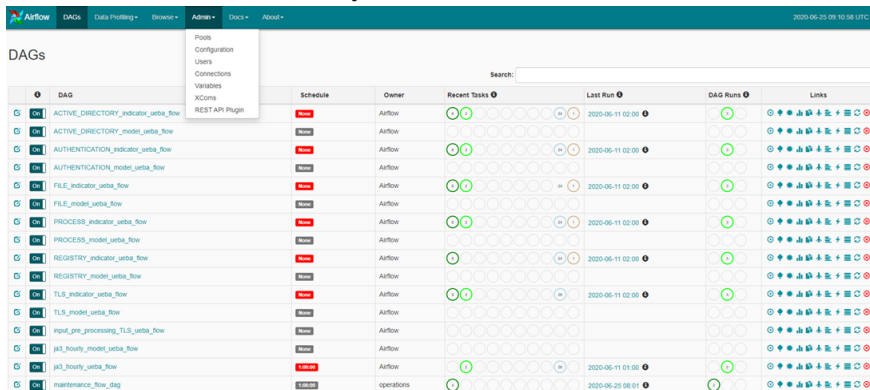 Airflow DAGs Data Profiling Browse Admin Docs About 2020-06-25 09:10:58 UTC
Pools
Configuration
Users
Connections
Variables
XComs
REST API Plugin
DAGs
Search:
DAG Schedule Owner Recent Tasks Last Run DAG Runs Links
On ACTIVE_DIRECTORY_indicator_ueba_flow None Airflow 2020-06-11 02:00
On ACTIVE_DIRECTORY_model_ueba_flow None Airflow
On AUTHENTICATION_indicator_ueba_flow None Airflow 2020-06-11 02:00
On AUTHENTICATION_model_ueba_flow None Airflow
On FILE_indicator_ueba_flow None Airflow 2020-06-11 02:00
On FILE_model_ueba_flow None Airflow
On PROCESS_indicator_ueba_flow None Airflow 2020-06-11 02:00
On PROCESS_model_ueba_flow None Airflow
On REGISTRY_indicator_ueba_flow None Airflow 2020-06-11 02:00
On REGISTRY_model_ueba_flow None Airflow
On TLS_indicator_ueba_flow None Airflow 2020-06-11 02:00
On TLS_model_ueba_flow None Airflow
On input_pre_processing_TLS_ueba_flow None Airflow
On ja3_hourly_model_ueba_flow None Airflow
On ja3_hourly_ueba_flow 1:00:00 Airflow 2020-06-11 01:00
On maintenance_flow_dag 1:00:00 operations 2020-06-25 08:01